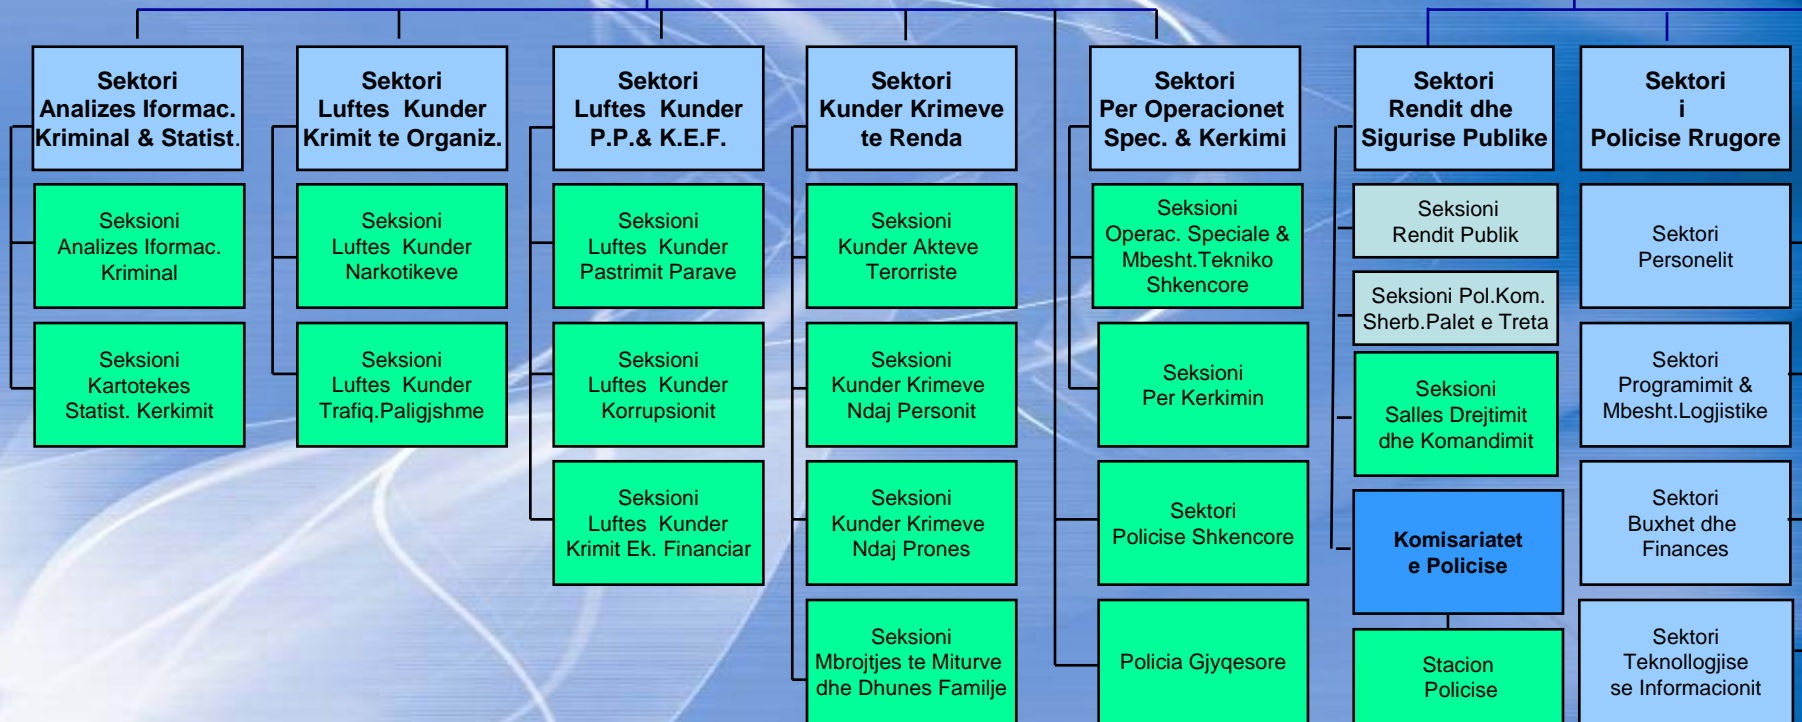 Sektori
Analizes Iformac.
Kriminal & Statist.
Seksioni
Analizes Iformac.
Kriminal
Seksioni
Kartotekes
Statist. Kerkimit
Sektori
Luftes Kunder
Krimit te Organiz.
Seksioni
Luftes Kunder
Narkotikeve
Seksioni
Luftes Kunder
Trafiq.Paligjshme
Sektori
Luftes Kunder
P.P.& K.E.F.
Seksioni
Luftes Kunder
Pastrimit Parave
Seksioni
Luftes Kunder
Korrupsionit
Seksioni
Luftes Kunder
Krimit Ek. Financiar
Sektori
Kunder Krimeve
te Renda
Seksioni
Kunder Akteve
Terorriste
Seksioni
Kunder Krimeve
Ndaj Personit
Seksioni
Kunder Krimeve
Ndaj Prones
Seksioni
Mbrojtjes te Miturve
dhe Dhunes Familje
Sektori
Per Operacionet
Spec. & Kerkimi
Seksioni
Operac. Speciale &
Mbesht.Tekniko
Shkencore
Seksioni
Per Kerkimin
Sektori
Policise Shkencore
Policia Gjyqesore
Sektori
Rendit dhe
Sigurise Publike
Seksioni
Rendit Publik
Seksioni Pol.Kom.
Sherb.Palet e Treta
Seksioni
Salles Drejtimit
dhe Komandimit
Komisariatet
e Policise
Stacion
Policise
Sektori
i
Policise Rrugore
Sektori
Personelit
Sektori
Programimit &
Mbesht.Logjistike
Sektori
Buxhet dhe
Finances
Sektori
Teknollogjise
se Informacionit